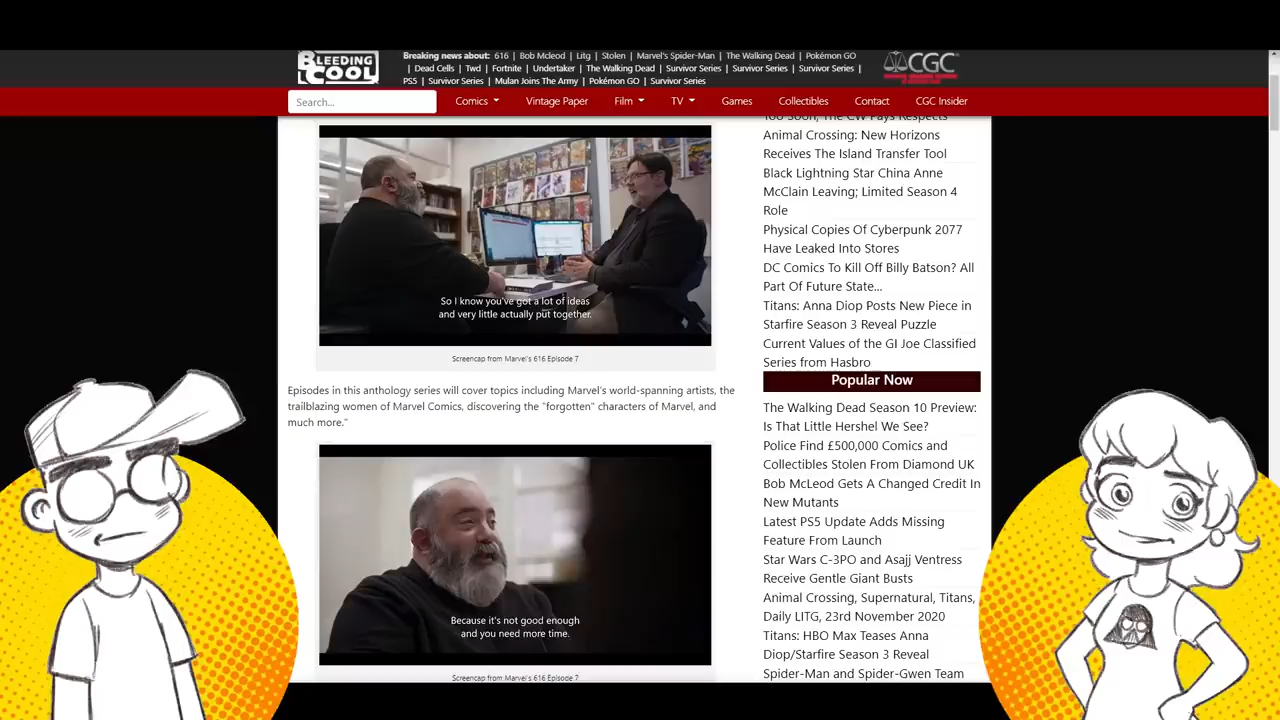 BLEEDING
COOL
Breaking news about: 616 | Bob Mcleod | Litg | Stolen | Marvel's Spider-Man | The Walking Dead | Pokémon GO
| Dead Cells | Twd | Fortnite | Undertaker | The Walking Dead | Survivor Series | Survivor Series | Survivor Series |
PS5 | Survivor Series | Mulan Joins The Army | Pokémon GO | Survivor Series
CGC
Search...
Comics
Vintage Paper
Film
TV
Games
Collectibles
Contact
CGC Insider
So I know you've got a lot of ideas
and very little actually put together.
Screencap from Marvel's 616 Episode 7
Episodes in this anthology series will cover topics including Marvel's world-spanning artists, the
trailblazing women of Marvel Comics, discovering the "forgotten" characters of Marvel, and
much more."
Because it's not good enough
and you need more time.
Screencap from Marvel's 616 Episode 7
Too Soon, The CW Pays Respects
Animal Crossing: New Horizons
Receives The Island Transfer Tool
Black Lightning Star China Anne
McClain Leaving; Limited Season 4
Role
Physical Copies Of Cyberpunk 2077
Have Leaked Into Stores
DC Comics To Kill Off Billy Batson? All
Part Of Future State...
Titans: Anna Diop Posts New Piece in
Starfire Season 3 Reveal Puzzle
Current Values of the GI Joe Classified
Series from Hasbro
Popular Now
The Walking Dead Season 10 Preview:
Is That Little Hershel We See?
Police Find £500,000 Comics and
Collectibles Stolen From Diamond UK
Bob McLeod Gets A Changed Credit In
New Mutants
Latest PS5 Update Adds Missing
Feature From Launch
Star Wars C-3PO and Asajj Ventress
Receive Gentle Giant Busts
Animal Crossing, Supernatural, Titans,
Daily LITG, 23rd November 2020
Titans: HBO Max Teases Anna
Diop/Starfire Season 3 Reveal
Spider-Man and Spider-Gwen Team